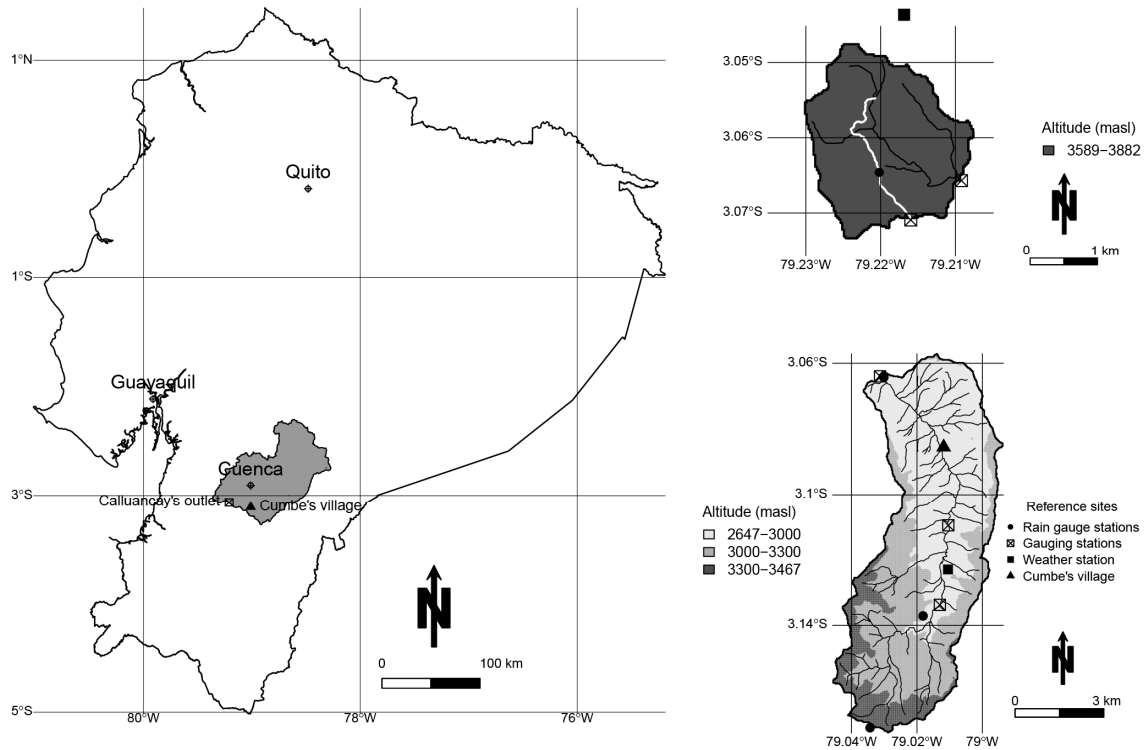 1°N
Quito
1°S
Guayaquil
Cuenca
Calluancay's outlet
Cumbe's village
3°S
N
0 100 km
5°S
80°W 78°W 76°W
3.05°S
3.06°S
3.07°S
79.23°W 79.22°W 79.21°W
Altitude (masl)
3589–3882
N
0 1 km
3.06°S
3.1°S
3.14°S
79.04°W 79.02°W 79°W
Altitude (masl)
2647–3000
3000–3300
3300–3467
Reference sites
Rain gauge stations
Gauging stations
Weather station
Cumbe's village
N
0 3 km